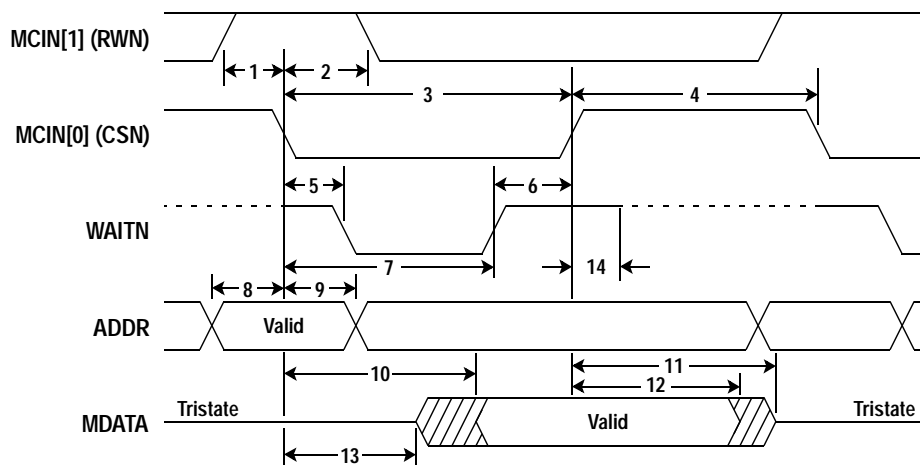 MCIN[1] (RWN)
1 2
3 4
MCIN[0] (CSN)
5 6
WAITN
7 14
8 9
ADDR Valid
10 11
12
Tristate Valid Tristate
MDATA
13